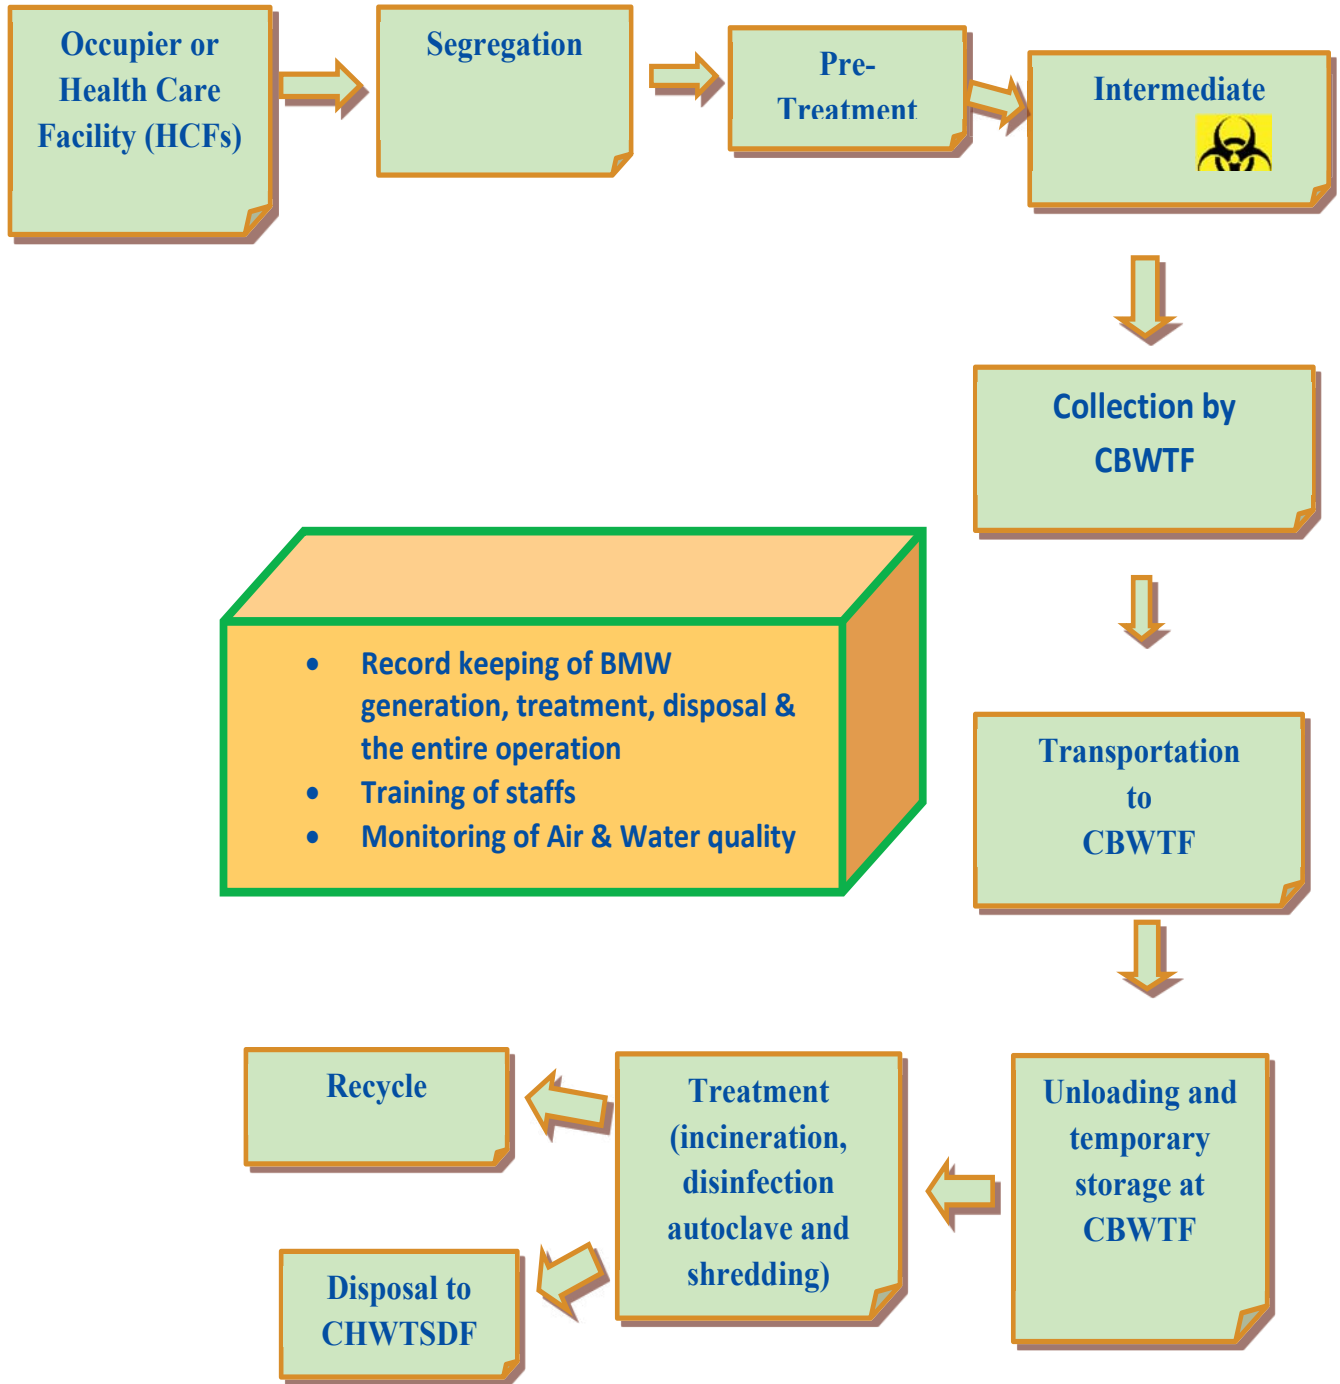 Occupier or
Health Care
Facility (HCFs)
Segregation
Pre-
Treatment
Intermediate
Collection by
CBWTF
• Record keeping of BMW
generation, treatment, disposal &
the entire operation
• Training of staffs
• Monitoring of Air & Water quality
Transportation
to
CBWTF
Unloading and
temporary
storage at
CBWTF
Treatment
(incineration,
disinfection
autoclave and
shredding)
Recycle
Disposal to
CHWTSDF